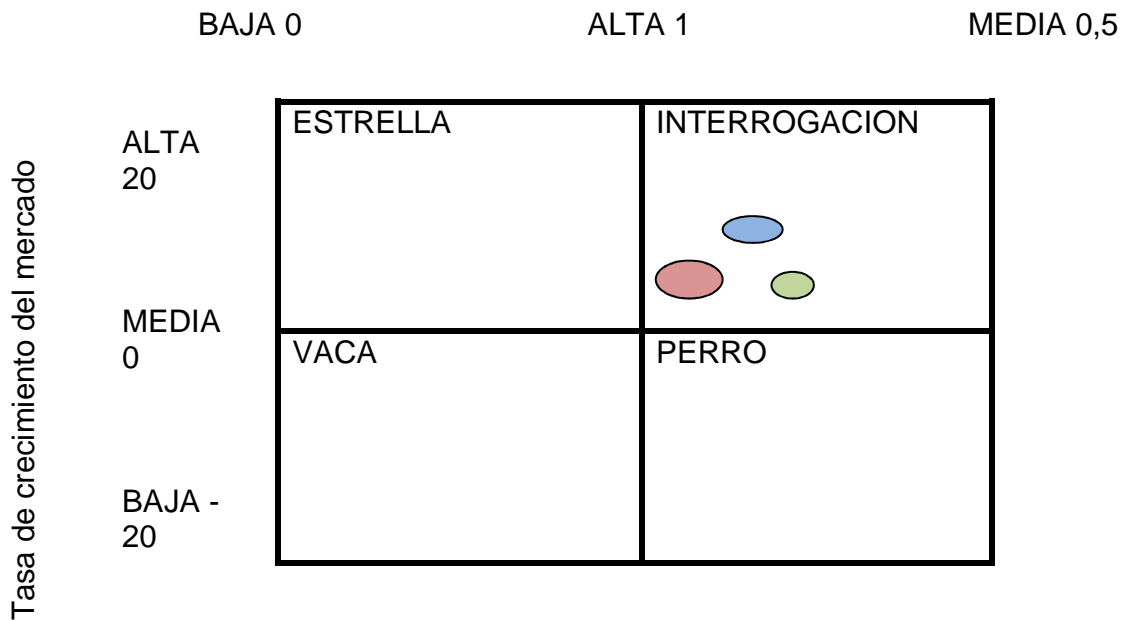 BAJA 0 ALTA 1 MEDIA 0,5
ESTRELLA INTERROGACION
ALTA
20
Tasa de crecimiento del mercado
MEDIA
0
VACA PERRO
BAJA -
20